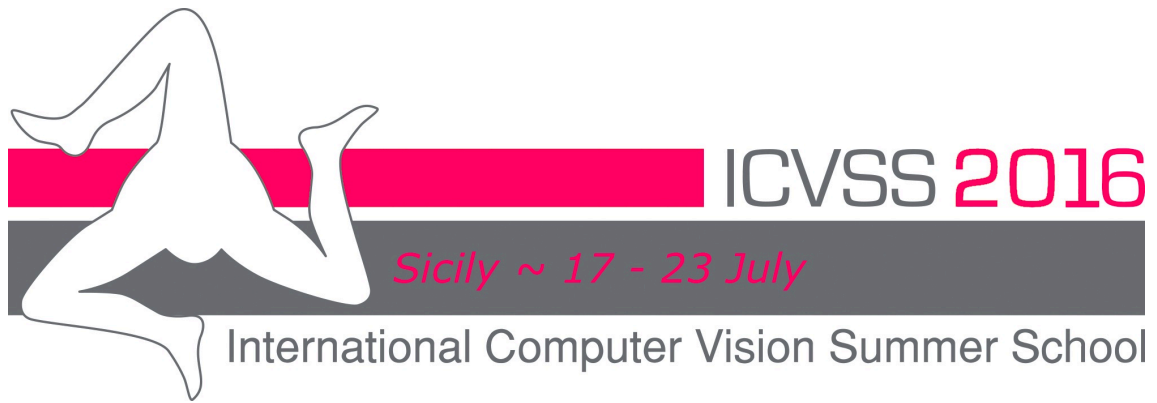 ICVSS 2016
Sicily ~ 17 - 23 July
International Computer Vision Summer School